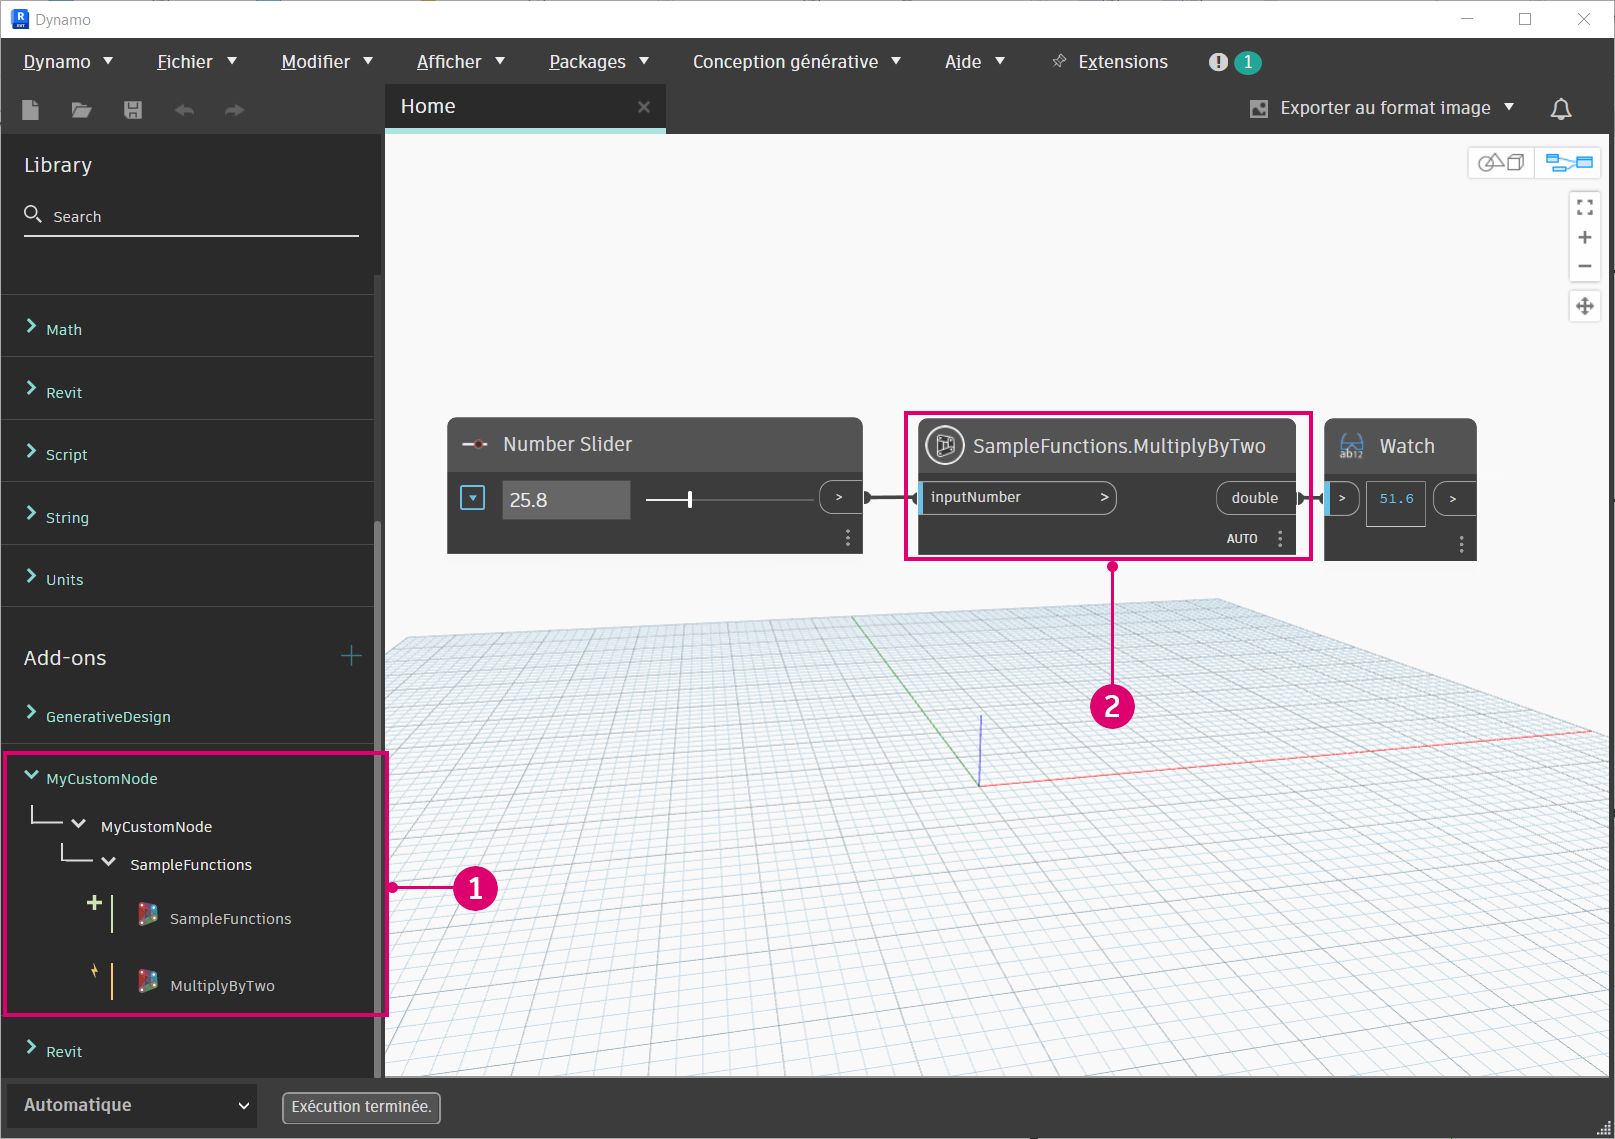 Dynamo
Dynamo Fichier Modifier Afficher Packages Conception générative Aide Extensions ! 1
Home Exporter au format image
Library
Search
Math
Revit
Script
String
Units
Add-ons
GenerativeDesign
MyCustomNode
MyCustomNode
SampleFunctions
SampleFunctions
MultiplyByTwo
Revit
Number Slider
25.8 >
SampleFunctions.MultiplyByTwo
inputNumber > double
AUTO
ab12 Watch
> 51.6 >
1
2
Automatique Exécution terminée.